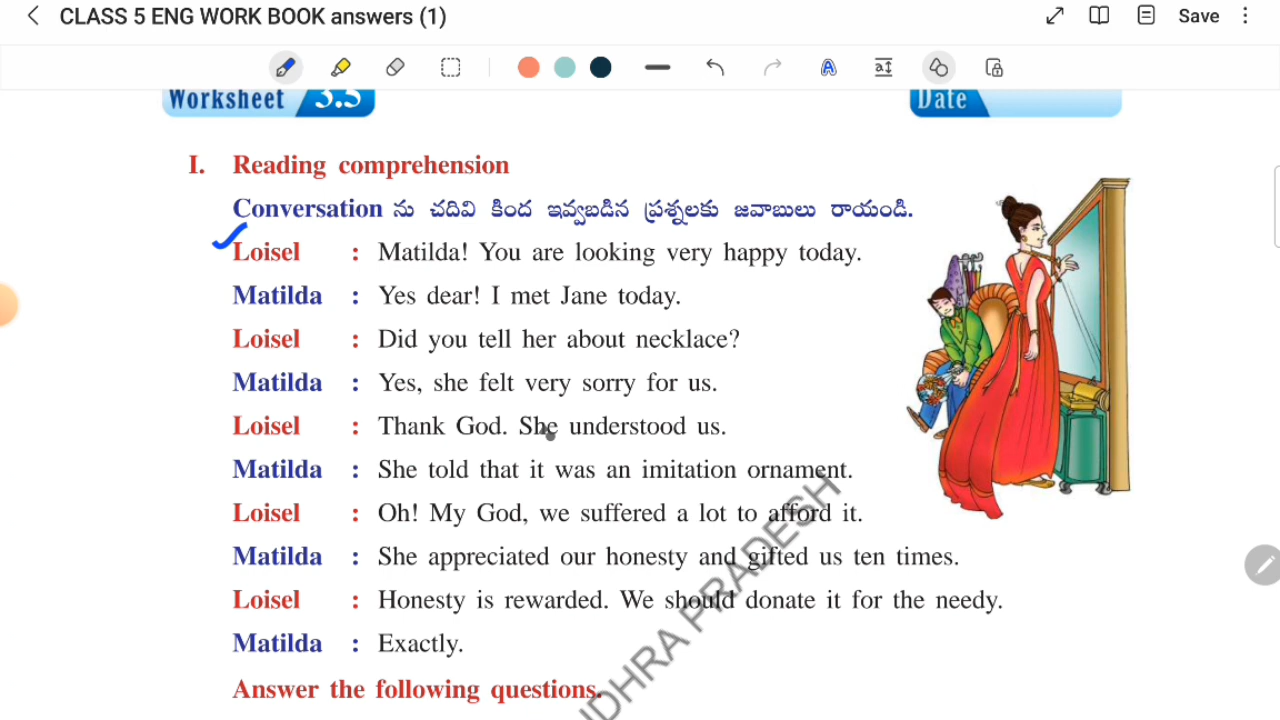 CLASS 5 ENG WORK BOOK answers (1) Save
Worksheet 3.5 Date
I. Reading comprehension
Conversation ను చదివి కింద ఇవ్వబడిన ప్రశ్నలకు జవాబులు రాయండి.
Loisel : Matilda! You are looking very happy today.
Matilda : Yes dear! I met Jane today.
Loisel : Did you tell her about necklace?
Matilda : Yes, she felt very sorry for us.
Loisel : Thank God. She understood us.
Matilda : She told that it was an imitation ornament.
Loisel : Oh! My God, we suffered a lot to afford it.
Matilda : She appreciated our honesty and gifted us ten times.
Loisel : Honesty is rewarded. We should donate it for the needy.
Matilda : Exactly.
Answer the following questions.
PRADESH